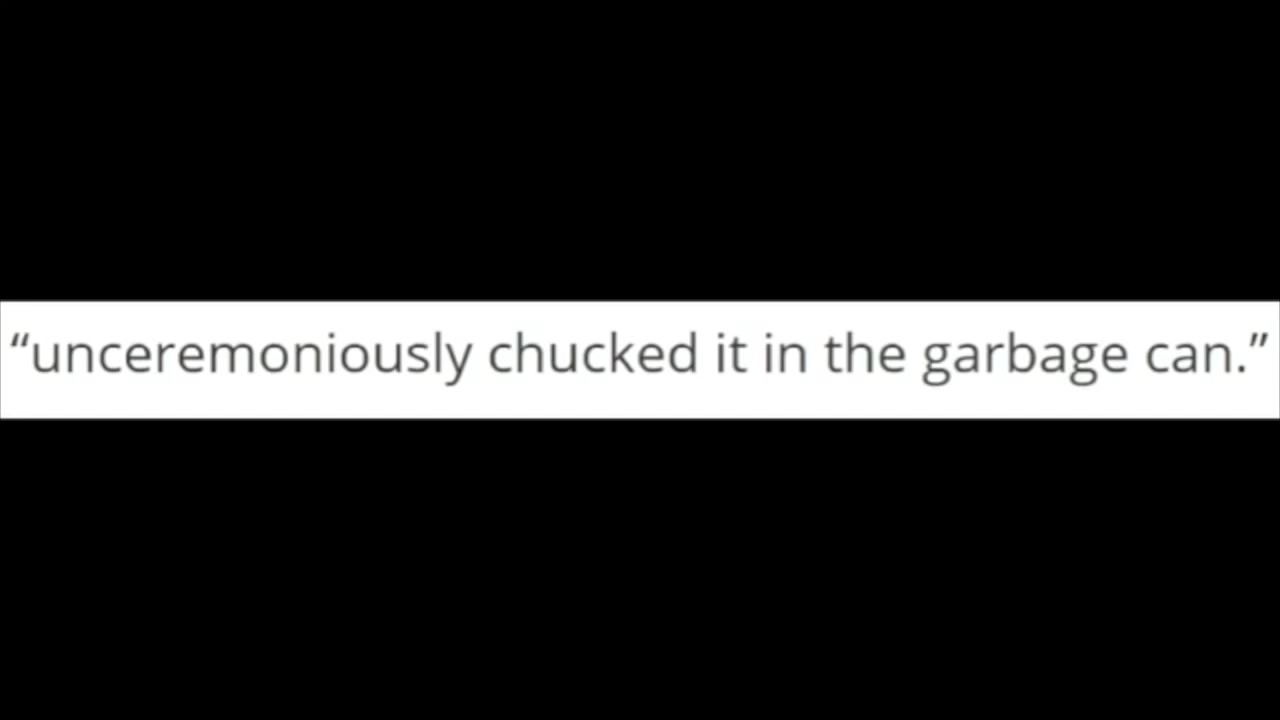 “unceremoniously chucked it in the garbage can.”